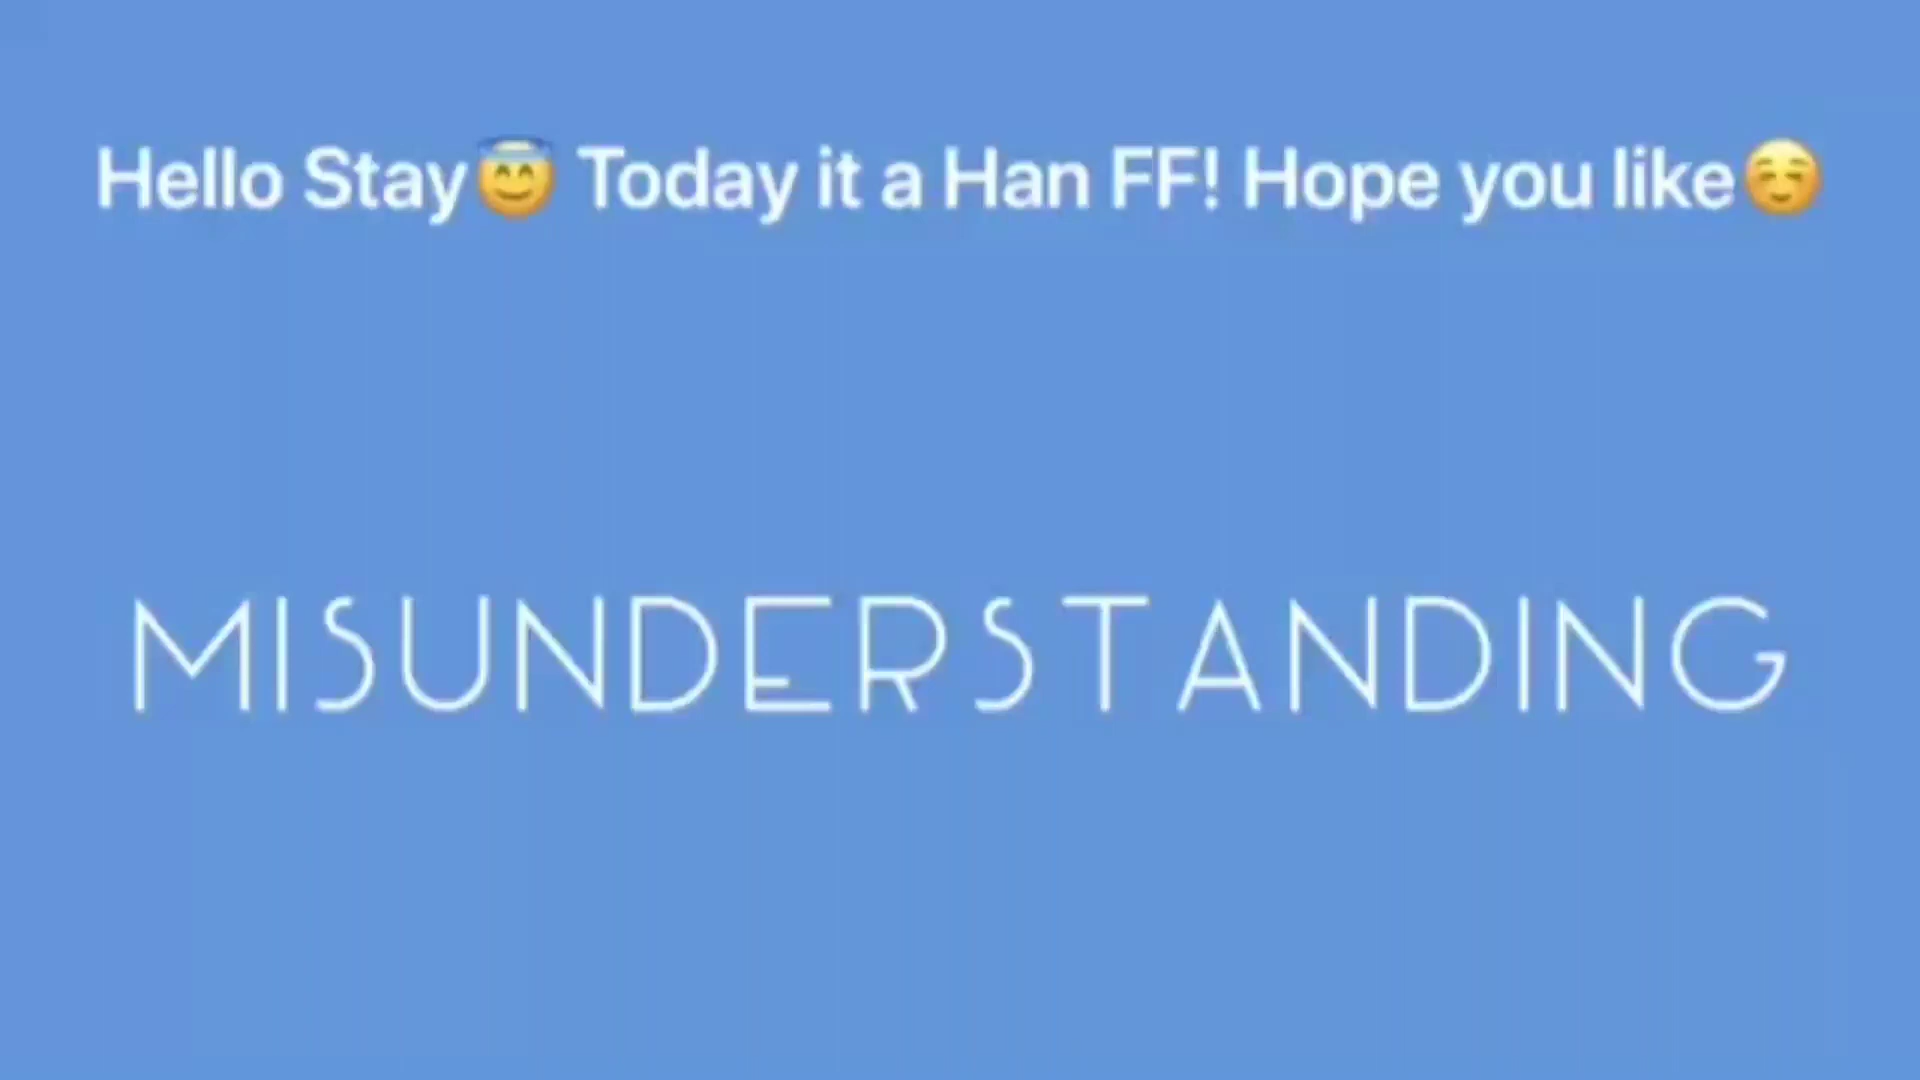 Hello Stay😇 Today it a Han FF! Hope you like☺️
MISUNDERSTANDING